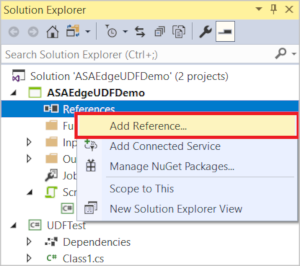 Solution Explorer
Search Solution Explorer (Ctrl+;)
Solution 'ASAEdgeUDFDemo' (2 projects)
ASAEdgeUDFDemo
References
Fu
Inp
Ou
Job
Scr
C#
UDFTest
Dependencies
Class1.cs
Add Reference...
Add Connected Service
Manage NuGet Packages...
Scope to This
New Solution Explorer View